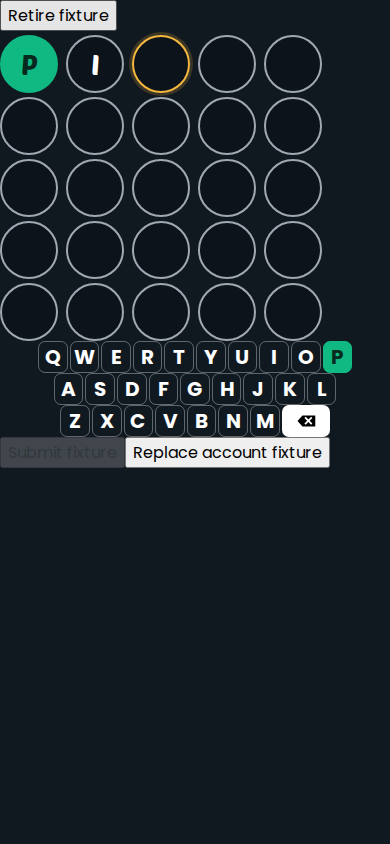 Retire fixture
P I
Q W E R T Y U I O P
A S D F G H J K L
Z X C V B N M
Submit fixture Replace account fixture